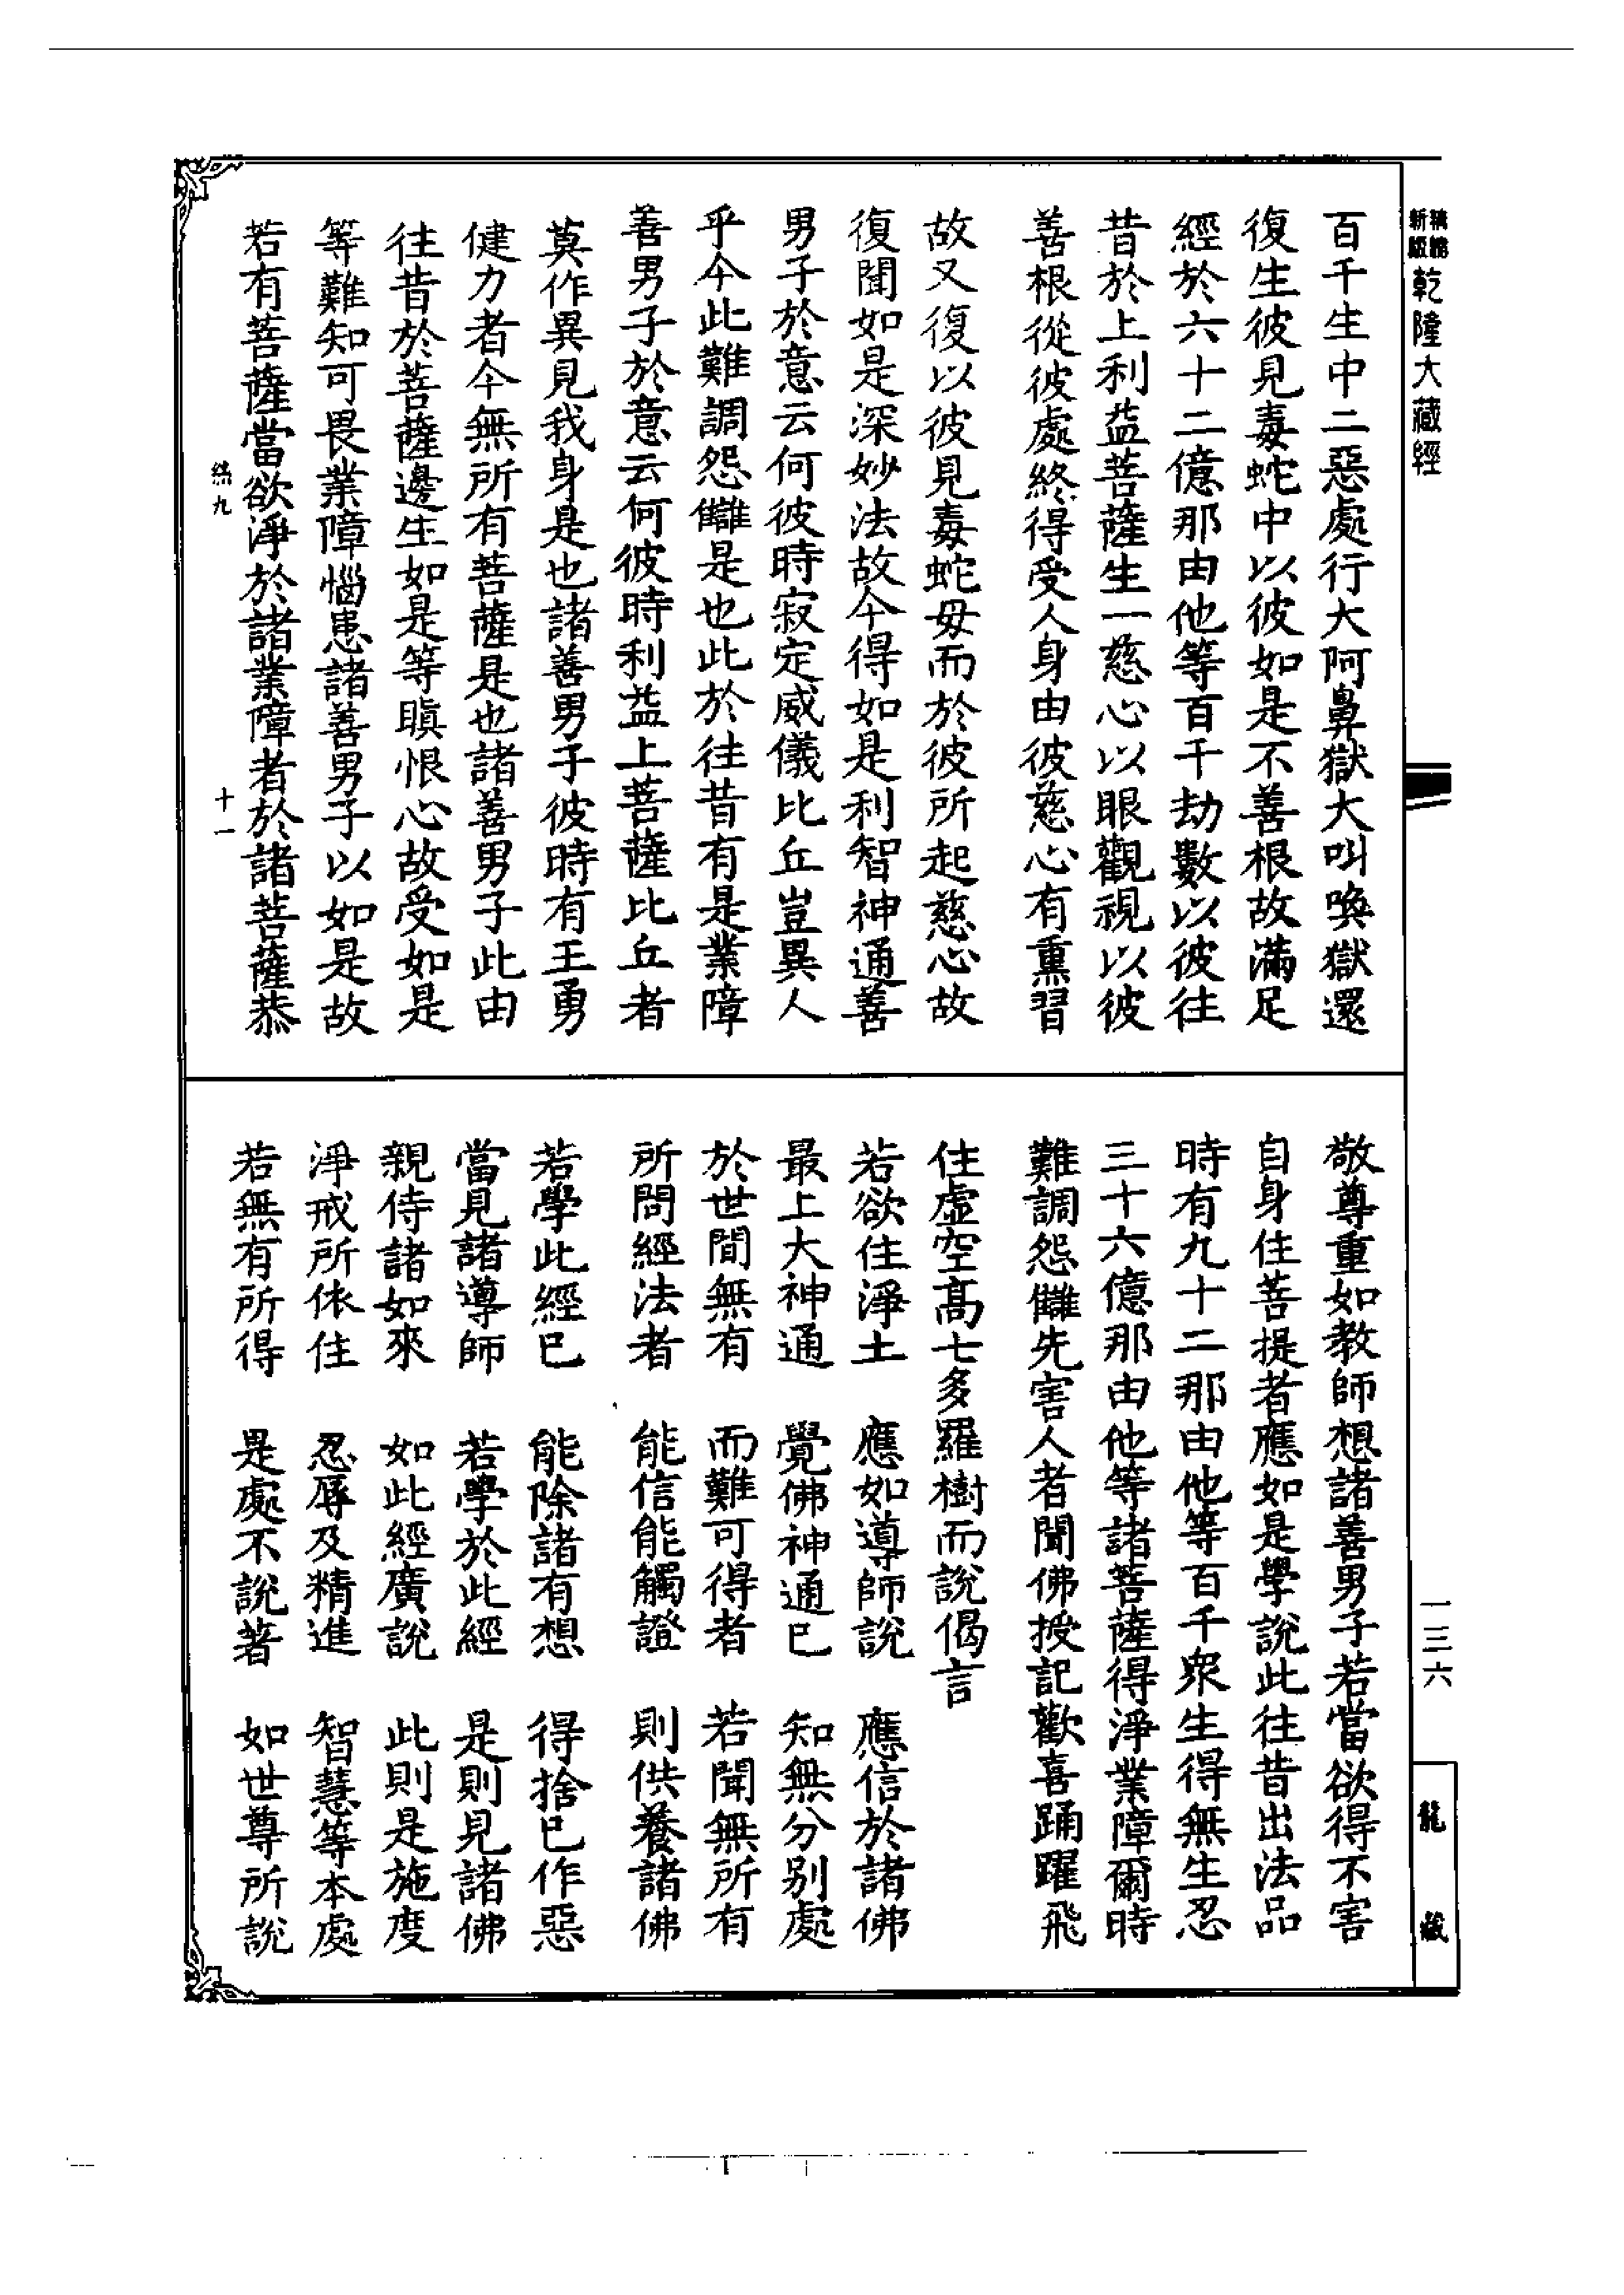 新版 乾隆大藏經
百千生中二惡處行大阿鼻獄大叫喚獄還
復生彼見毒蛇中以彼如是不善根故滿足
經於六十二億那由他等百千劫數以彼往
昔於上利益菩薩生一慈心以眼觀視以彼
善根從彼處終得受人身由彼慈心有熏習
故又復以彼見毒蛇毋而於彼所起慈心故
復聞如是深妙法故今得如是利智神通善
男子於意云何彼時寂定威儀比丘豈異人
乎今此難調怨讎是也此於往昔有是業障
善男子於意云何彼時利益上菩薩比丘者
莫作異見我身是也諸善男子彼時有王勇
健力者今無所有菩薩是也諸善男子此由
往昔於菩薩邊生如是等瞋恨心故受如是
等難知可畏業障惱患諸善男子以如是故
若有菩薩當欲淨於諸業障者於諸菩薩恭
九 十一
敬尊重如教師想諸善男子若當欲得不害
自身住菩提者應如是學說此往昔出法品
時有九十二那由他等百千眾生得無生忍
三十六億那由他等諸菩薩得淨業障爾時
難調怨讎先害人者聞佛授記歡喜踊躍飛
住虛空高七多羅樹而說偈言
若欲住淨土 應如導師說 應信於諸佛
最上大神通 覺佛神通已 知無分別處
於世間無有 而難可得者 若聞無所有
所問經法者 能信能觸證 則供養諸佛
若學此經已 能除諸有想 得捨已作惡
當見諸導師 若學於此經 是則見諸佛
親侍諸如來 如此經廣說 此則是施度
淨戒所依住 忍辱及精進 智慧等本處
若無有所得 是處不說著 如世尊所說
一三六
龍藏